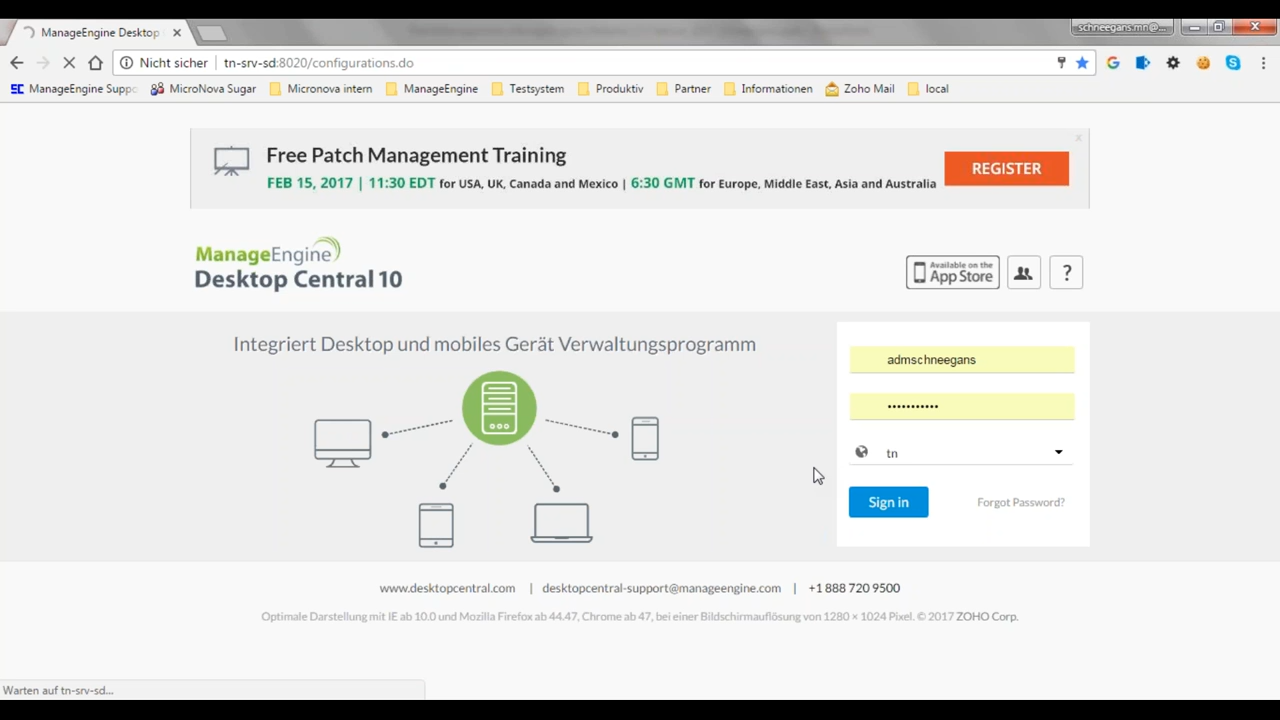 ManageEngine Desktop
schneegans.mn@...
Nicht sicher | tn-srv-sd:8020/configurations.do
ManageEngine Suppo MicroNova Sugar Micronova intern ManageEngine Testsystem Produktiv Partner Informationen Zoho Mail local
Free Patch Management Training
FEB 15, 2017 | 11:30 EDT for USA, UK, Canada and Mexico | 6:30 GMT for Europe, Middle East, Asia and Australia
REGISTER
ManageEngine
Desktop Central 10
Available on the
App Store
?
Integriert Desktop und mobiles Gerät Verwaltungsprogramm
admschneegans
•••••••••••
tn
Sign in
Forgot Password?
www.desktopcentral.com | desktopcentral-support@manageengine.com | +1 888 720 9500
Optimale Darstellung mit IE ab 10.0 und Mozilla Firefox ab 44.47, Chrome ab 47, bei einer Bildschirmauflösung von 1280 × 1024 Pixel. © 2017 ZOHO Corp.
Warten auf tn-srv-sd...